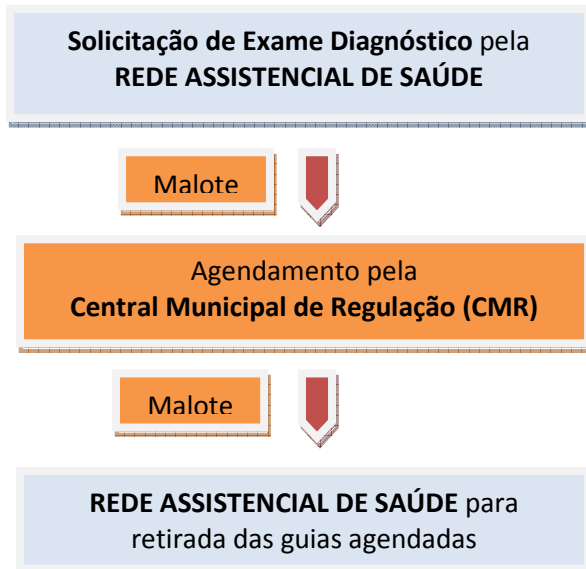 Solicitação de Exame Diagnóstico pela
REDE ASSISTENCIAL DE SAÚDE
Malote
Agendamento pela
Central Municipal de Regulação (CMR)
Malote
REDE ASSISTENCIAL DE SAÚDE para
retirada das guias agendadas